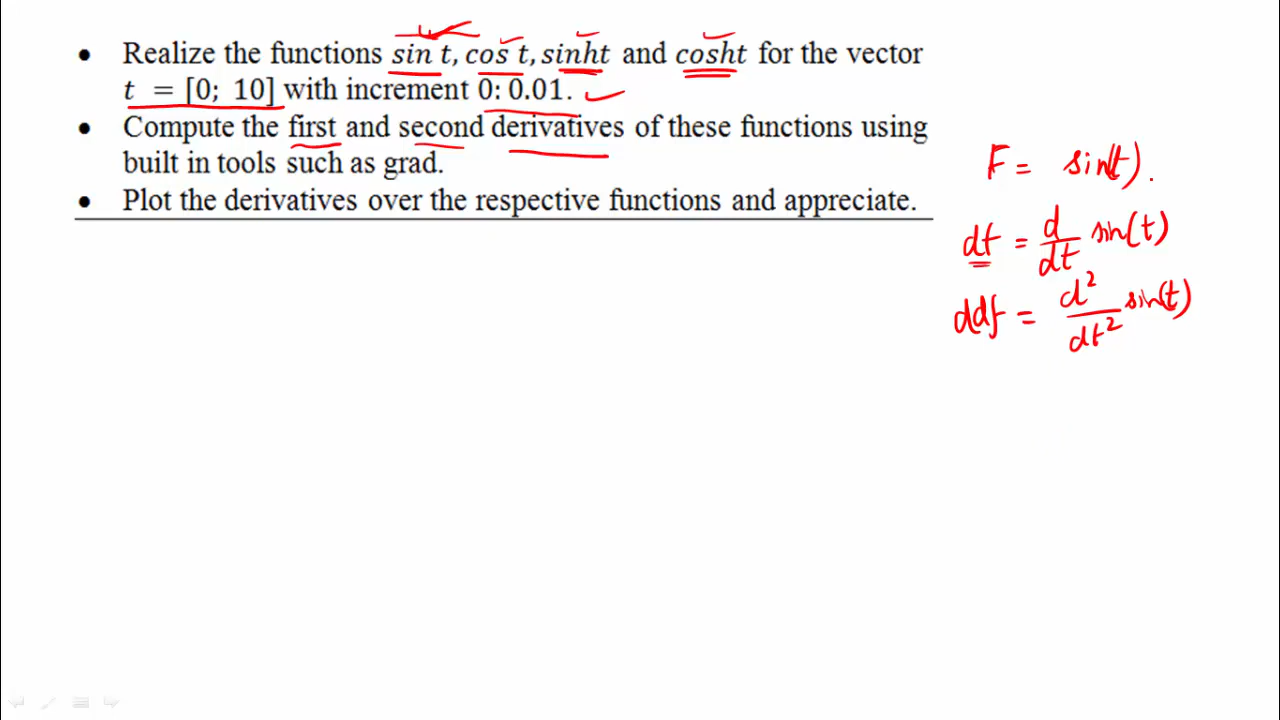 • Realize the functions sin t, cos t, sinht and cosht for the vector
t = [0; 10] with increment 0: 0.01.
• Compute the first and second derivatives of these functions using
built in tools such as grad.
• Plot the derivatives over the respective functions and appreciate.
F = sin(t).
df = d/dt sin(t)
ddf = d²/dt² sin(t)